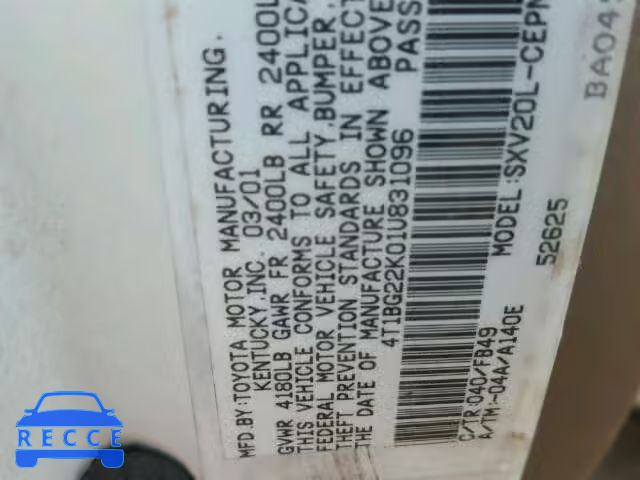 MFD.BY:TOYOTA MOTOR MANUFACTURING.
KENTUCKY,INC. 03/01
GVWR 4180LB GAWR FR 2400LB RR 2400L
THIS VEHICLE CONFORMS TO ALL APPLICA
FEDERAL MOTOR VEHICLE SAFETY,BUMPER,
THEFT PREVENTION STANDARDS IN EFFECT
THE DATE OF MANUFACTURE SHOWN ABOVE
4T1BG22K01U831096 PASS
MODEL:SXV20L-CEPN
52625 BA04
C/TR:040/FB49
A/TM:-04A/A140E
RECCE